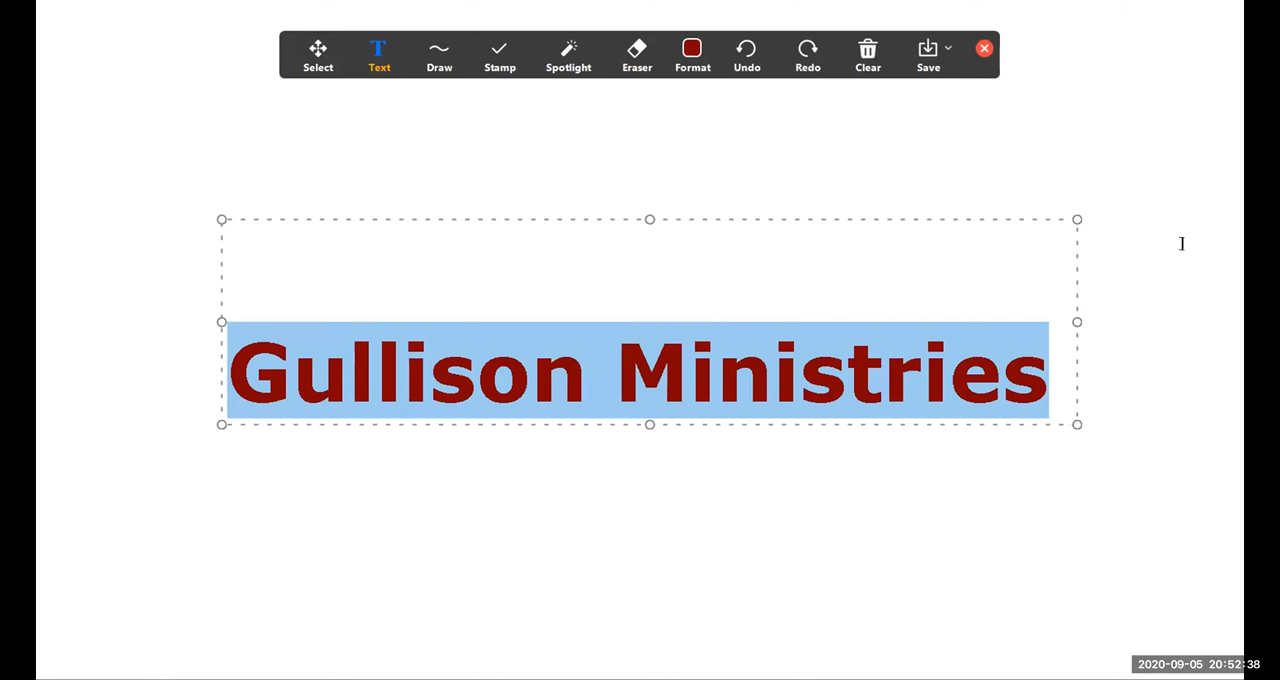 Select Text Draw Stamp Spotlight Eraser Format Undo Redo Clear Save
Gullison Ministries
2020-09-05 20:52:38